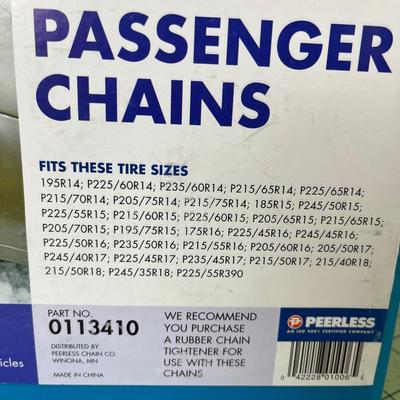 PASSENGER
CHAINS
FITS THESE TIRE SIZES
195R14; P225/60R14; P235/60R14; P215/65R14; P225/65R14;
P215/70R14; P205/75R14; P215/75R14; 185R15; P245/50R15;
P225/55R15; P215/60R15; P225/60R15; P205/65R15; P215/65R15;
P205/70R15; P195/75R15; 175R16; P225/45R16; P245/45R16;
P225/50R16; P235/50R16; P215/55R16; P205/60R16; 205/50R17;
P245/40R17; P225/45R17; P235/45R17; P215/50R17; 215/40R18;
215/50R18; P245/35R18; P225/55R390
PART NO.
0113410
DISTRIBUTED BY
PEERLESS CHAIN CO.
WINONA, MN
MADE IN CHINA
WE RECOMMEND
YOU PURCHASE
A RUBBER CHAIN
TIGHTENER FOR
USE WITH THESE
CHAINS.
PEERLESS
AN ISO 9001 CERTIFIED COMPANY
0 42228 01006
icles